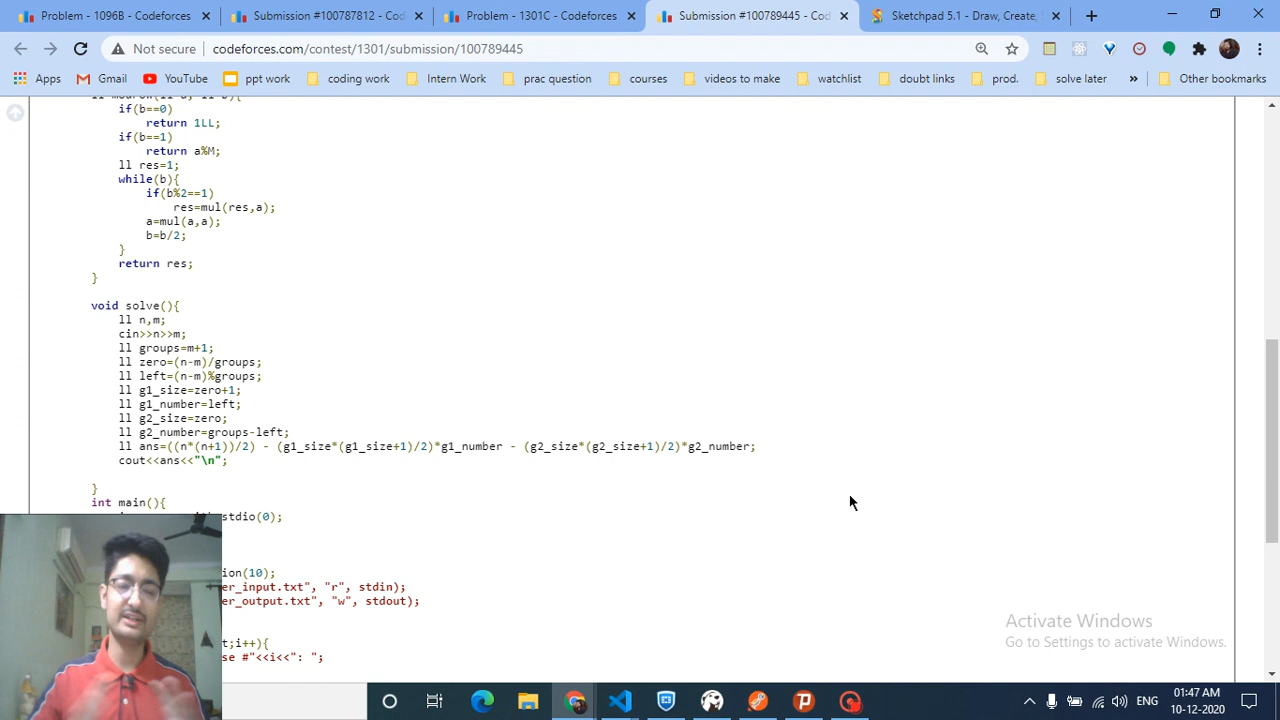 Problem - 1096B - Codeforces
Submission #100787812 - Cod
Problem - 1301C - Codeforces
Submission #100789445 - Cod
Sketchpad 5.1 - Draw, Create,
Not secure
codeforces.com/contest/1301/submission/100789445
Apps
Gmail
YouTube
ppt work
coding work
Intern Work
prac question
courses
videos to make
watchlist
doubt links
prod.
solve later
»
Other bookmarks
if(b==0)
return 1LL;
if(b==1)
return a%M;
ll res=1;
while(b){
if(b%2==1)
res=mul(res,a);
a=mul(a,a);
b=b/2;
}
return res;
}
void solve(){
ll n,m;
cin>>n>>m;
ll groups=m+1;
ll zero=(n-m)/groups;
ll left=(n-m)%groups;
ll g1_size=zero+1;
ll g1_number=left;
ll g2_size=zero;
ll g2_number=groups-left;
ll ans=((n*(n+1))/2) - (g1_size*(g1_size+1)/2)*g1_number - (g2_size*(g2_size+1)/2)*g2_number;
cout<<ans<<"\n";
}
int main(){
stdio(0);
ion(10);
er_input.txt", "r", stdin);
er_output.txt", "w", stdout);
t;i++){
se #"<<i<<": ";
Activate Windows
Go to Settings to activate Windows.
ENG
01:47 AM
10-12-2020